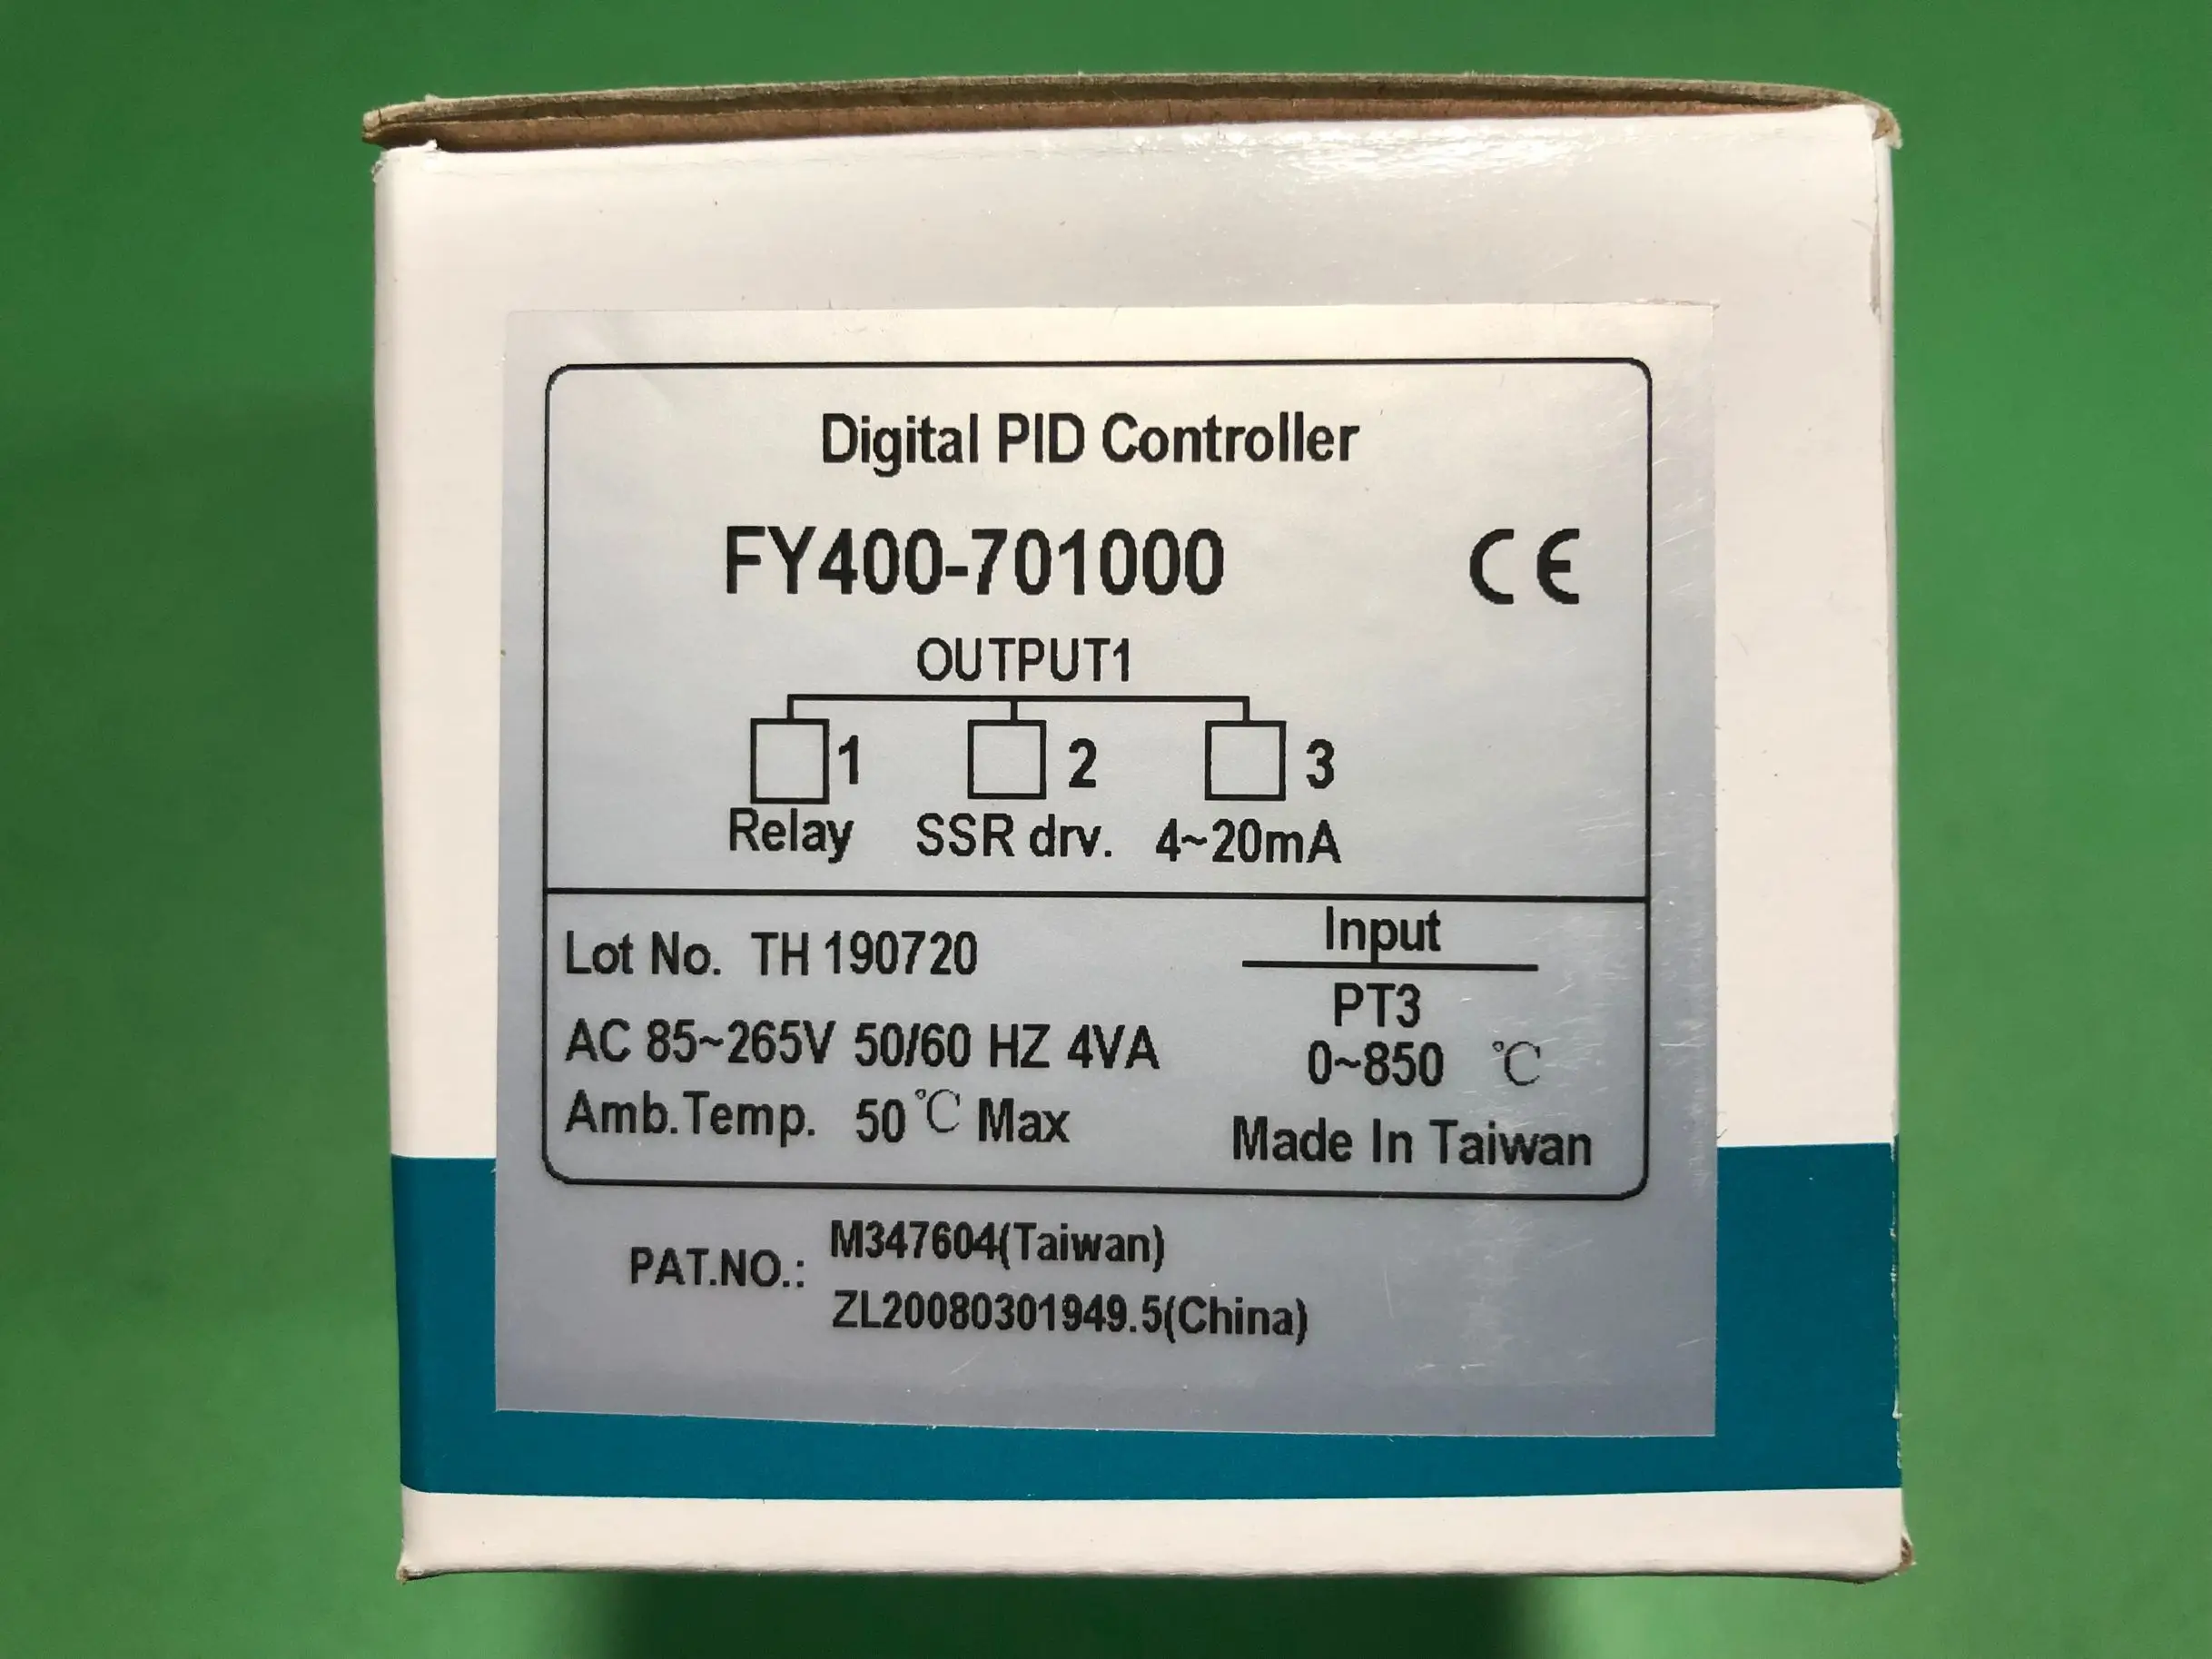 Digital PID Controller
FY400-701000 CE
OUTPUT1
1 2 3
Relay SSR drv. 4~20mA
Lot No. TH 190720
AC 85~265V 50/60 HZ 4VA
Amb.Temp. 50℃ Max
Input
PT3
0~850 ℃
Made In Taiwan
PAT.NO.: M347604(Taiwan)
ZL20080301949.5(China)